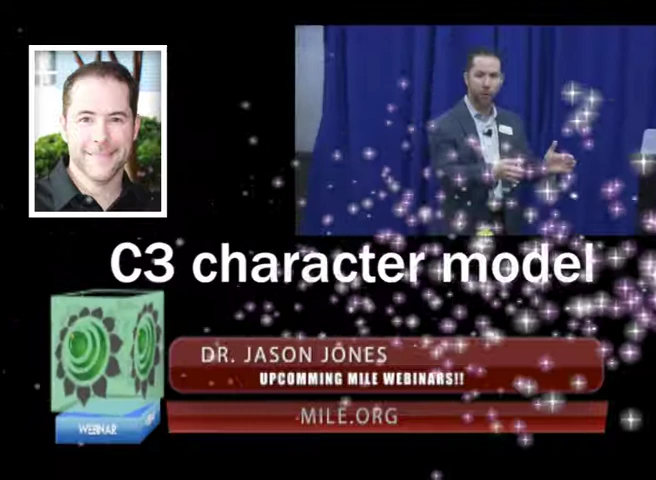 C3 character model
DR. JASON JONES
UPCOMMING MILE WEBINARS!!
MILE.ORG
WEBINAR